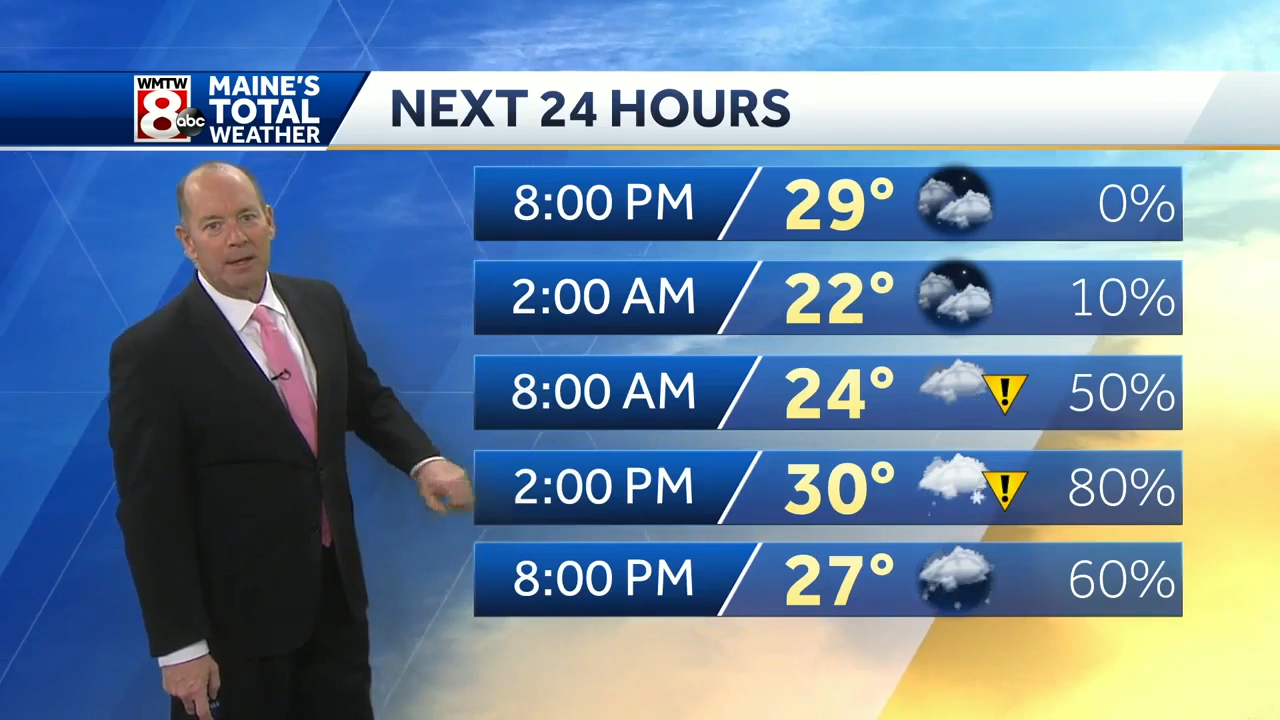 WMTW
8
abc
MAINE'S
TOTAL
WEATHER
NEXT 24 HOURS
8:00 PM 29° 0%
2:00 AM 22° 10%
8:00 AM 24° ! 50%
2:00 PM 30° ! 80%
8:00 PM 27° 60%